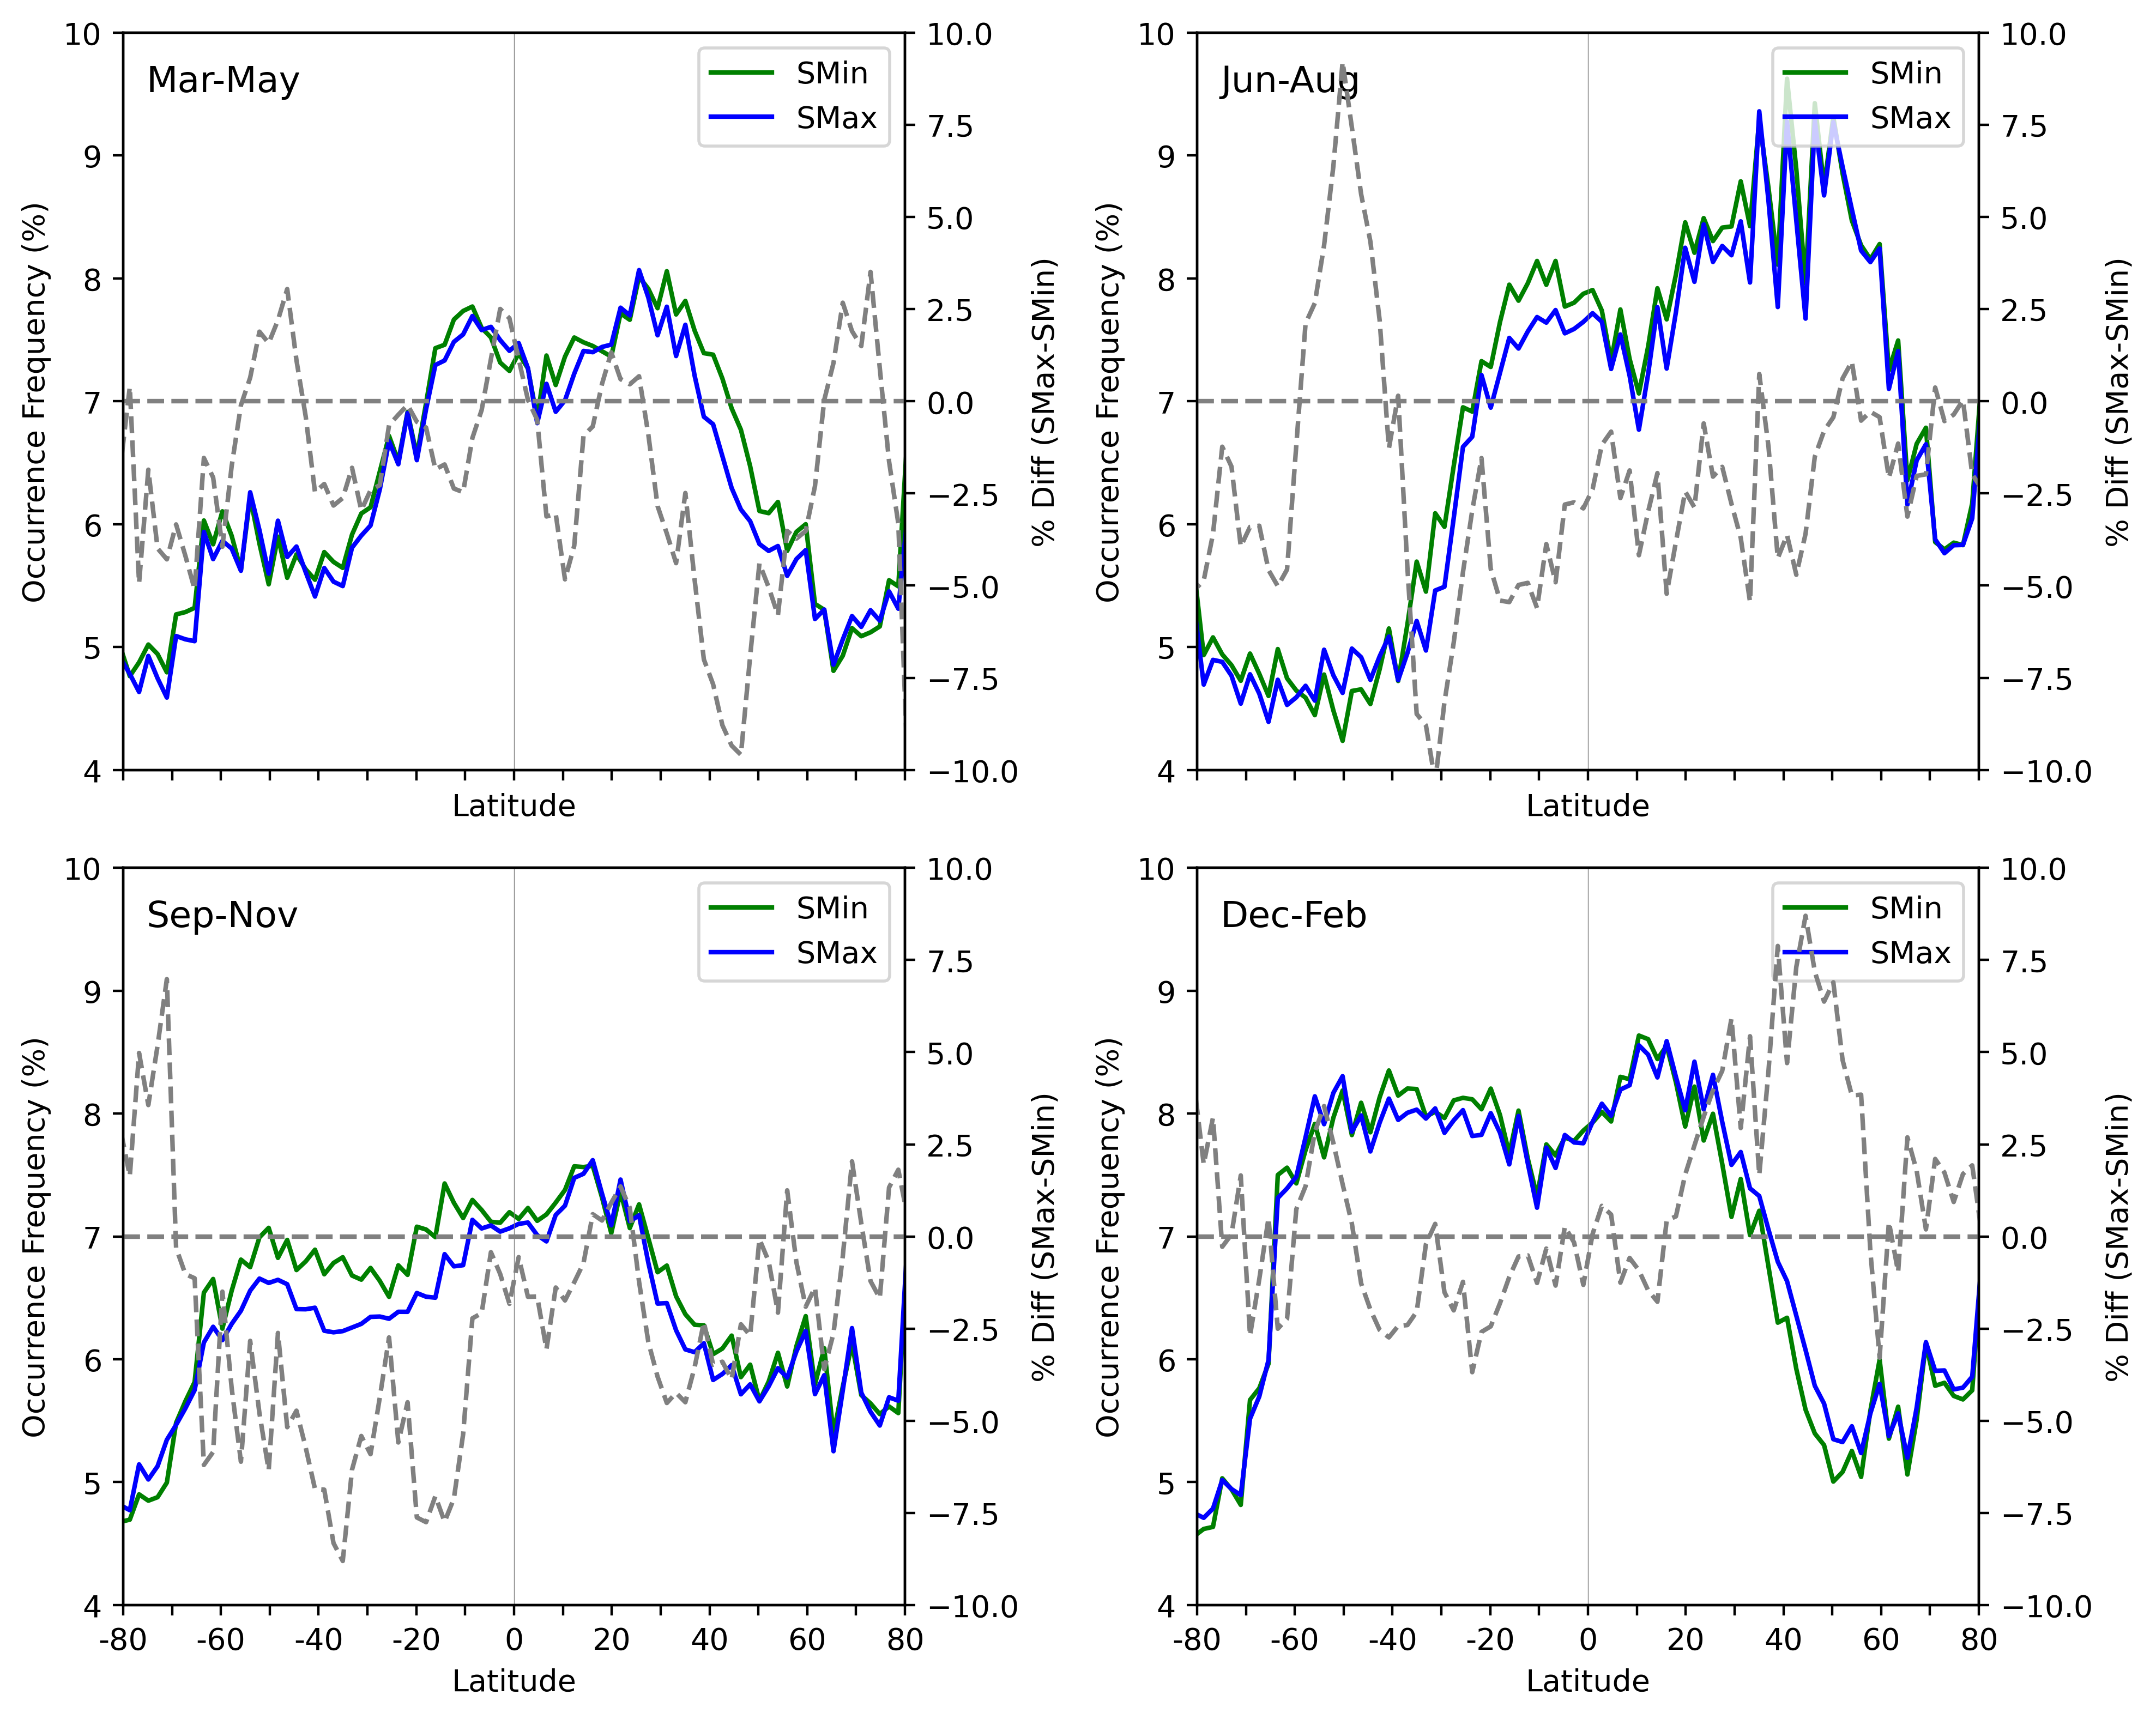 Mar-May
SMin
SMax
10
9
8
7
6
5
4
Occurrence Frequency (%)
10.0
7.5
5.0
2.5
0.0
−2.5
−5.0
−7.5
−10.0
% Diff (SMax-SMin)
Latitude
Jun-Aug
SMin
SMax
10
9
8
7
6
5
4
Occurrence Frequency (%)
10.0
7.5
5.0
2.5
0.0
−2.5
−5.0
−7.5
−10.0
% Diff (SMax-SMin)
Latitude
Sep-Nov
SMin
SMax
10
9
8
7
6
5
4
Occurrence Frequency (%)
10.0
7.5
5.0
2.5
0.0
−2.5
−5.0
−7.5
−10.0
% Diff (SMax-SMin)
-80 -60 -40 -20 0 20 40 60 80
Latitude
Dec-Feb
SMin
SMax
10
9
8
7
6
5
4
Occurrence Frequency (%)
10.0
7.5
5.0
2.5
0.0
−2.5
−5.0
−7.5
−10.0
% Diff (SMax-SMin)
-80 -60 -40 -20 0 20 40 60 80
Latitude